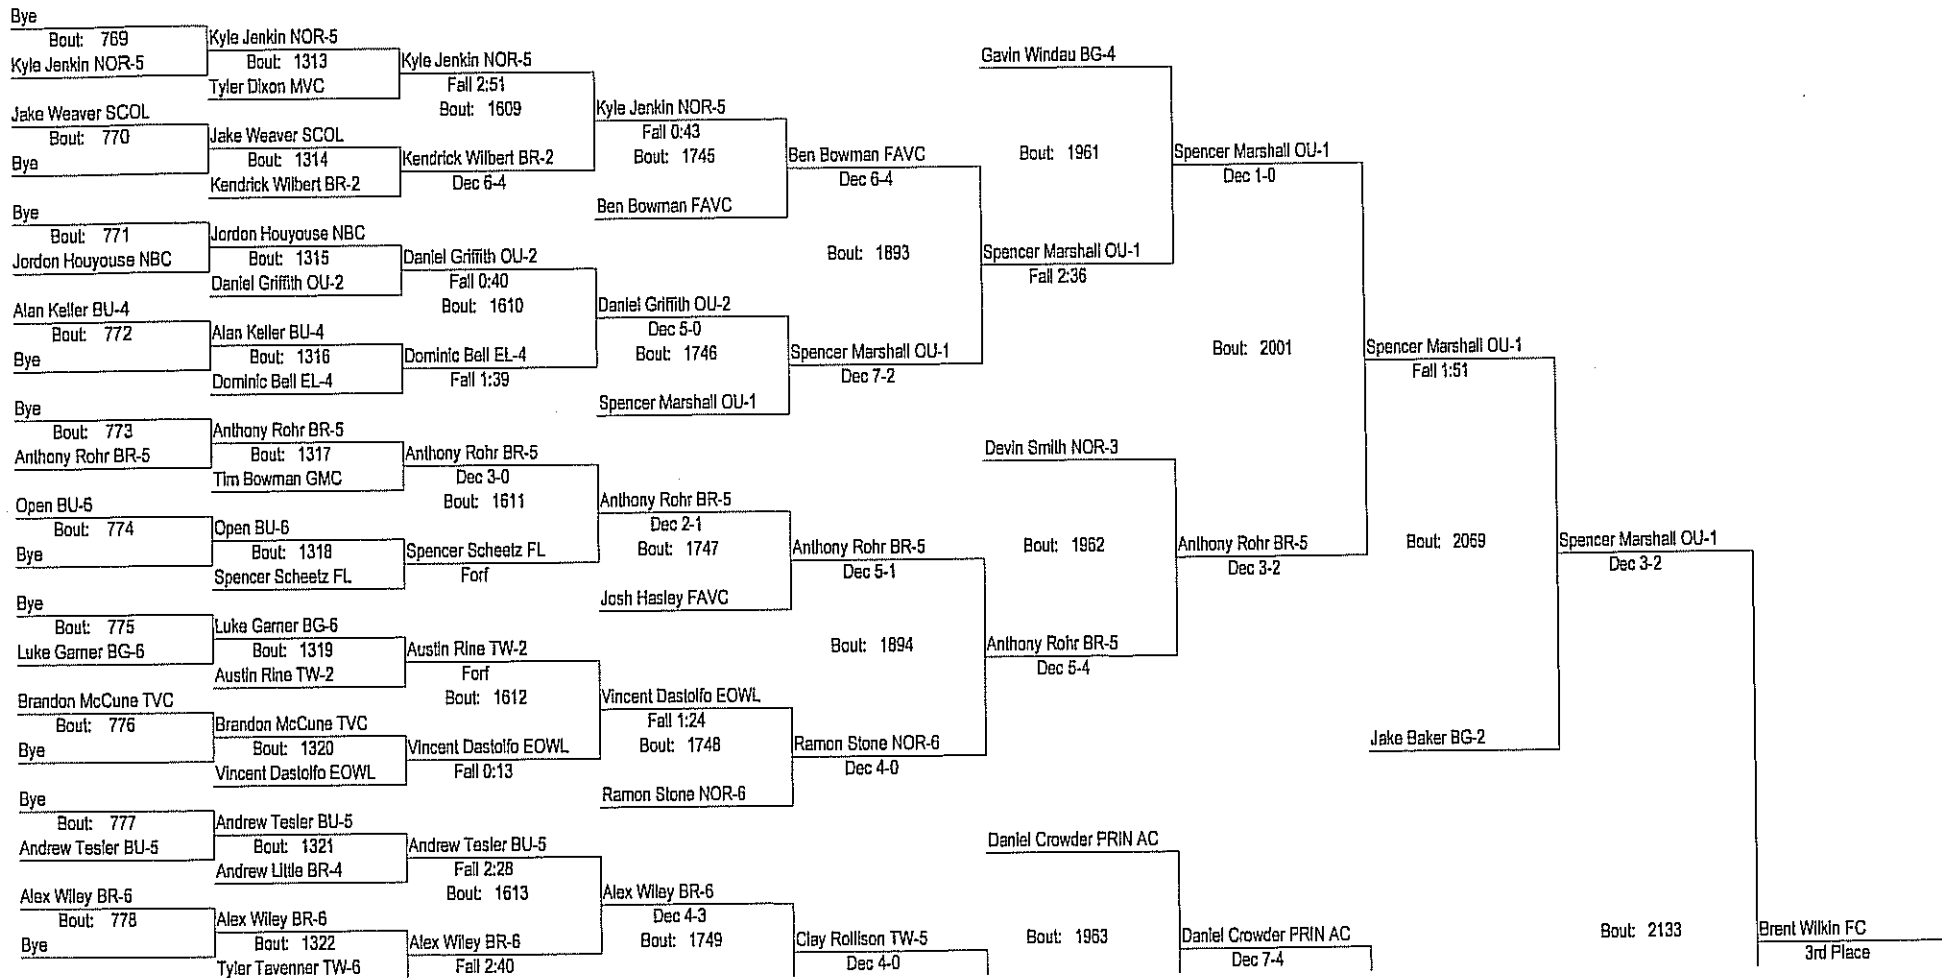 Bye
Bout: 769
Kyle Jenkin NOR-5
Jake Weaver SCOL
Bout: 770
Bye
Bye
Bout: 771
Jordon Houyouse NBC
Alan Keller BU-4
Bout: 772
Bye
Bye
Bout: 773
Anthony Rohr BR-5
Open BU-6
Bout: 774
Bye
Bye
Bout: 775
Luke Garner BG-6
Brandon McCune TVC
Bout: 776
Bye
Bye
Bout: 777
Andrew Tesler BU-5
Alex Wiley BR-6
Bout: 778
Bye
Kyle Jenkin NOR-5
Bout: 1313
Tyler Dixon MVC
Jake Weaver SCOL
Bout: 1314
Kendrick Wilbert BR-2
Jordon Houyouse NBC
Bout: 1315
Daniel Griffith OU-2
Alan Keller BU-4
Bout: 1316
Dominic Bell EL-4
Anthony Rohr BR-5
Bout: 1317
Tim Bowman GMC
Open BU-6
Bout: 1318
Spencer Scheetz FL
Luke Garner BG-6
Bout: 1319
Austin Rine TW-2
Brandon McCune TVC
Bout: 1320
Vincent Dastolfo EOWL
Andrew Tesler BU-5
Bout: 1321
Andrew Little BR-4
Alex Wiley BR-6
Bout: 1322
Tyler Tavenner TW-6
Kyle Jenkin NOR-5
Fall 2:51
Bout: 1609
Kendrick Wilbert BR-2
Dec 6-4
Daniel Griffith OU-2
Fall 0:40
Bout: 1610
Dominic Bell EL-4
Fall 1:39
Anthony Rohr BR-5
Dec 3-0
Bout: 1611
Spencer Scheetz FL
Forf
Austin Rine TW-2
Forf
Bout: 1612
Vincent Dastolfo EOWL
Fall 0:13
Andrew Tesler BU-5
Fall 2:28
Bout: 1613
Alex Wiley BR-6
Fall 2:40
Kyle Jenkin NOR-5
Fall 0:43
Bout: 1745
Ben Bowman FAVC
Daniel Griffith OU-2
Dec 5-0
Bout: 1746
Spencer Marshall OU-1
Anthony Rohr BR-5
Dec 2-1
Bout: 1747
Josh Hasley FAVC
Vincent Dastolfo EOWL
Fall 1:24
Bout: 1748
Ramon Stone NOR-6
Alex Wiley BR-6
Dec 4-3
Bout: 1749
Ben Bowman FAVC
Dec 6-4
Bout: 1893
Spencer Marshall OU-1
Dec 7-2
Anthony Rohr BR-5
Dec 5-1
Bout: 1894
Ramon Stone NOR-6
Dec 4-0
Clay Rollison TW-5
Dec 4-0
Gavin Windau BG-4
Bout: 1961
Spencer Marshall OU-1
Fall 2:36
Devin Smith NOR-3
Bout: 1962
Anthony Rohr BR-5
Dec 5-4
Daniel Crowder PRIN AC
Bout: 1963
Spencer Marshall OU-1
Dec 1-0
Bout: 2001
Anthony Rohr BR-5
Dec 3-2
Daniel Crowder PRIN AC
Dec 7-4
Spencer Marshall OU-1
Fall 1:51
Bout: 2069
Jake Baker BG-2
Spencer Marshall OU-1
Dec 3-2
Bout: 2133
Brent Wilkin FC
3rd Place